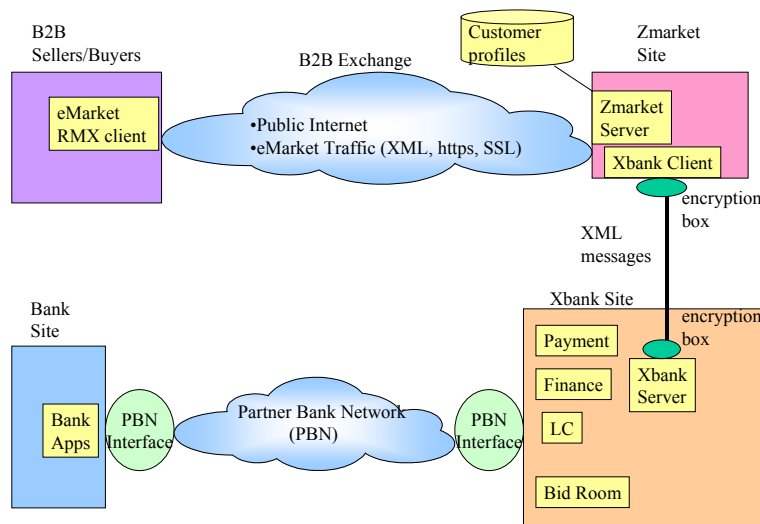 B2B
Sellers/Buyers
B2B Exchange
Customer
profiles
Zmarket
Site
eMarket
RMX client
•Public Internet
•eMarket Traffic (XML, https, SSL)
Zmarket
Server
Xbank Client
encryption
box
XML
messages
Bank
Site
Xbank Site
encryption
box
Payment
Finance
LC
Bid Room
Xbank
Server
Bank
Apps
PBN
Interface
Partner Bank Network
(PBN)
PBN
Interface